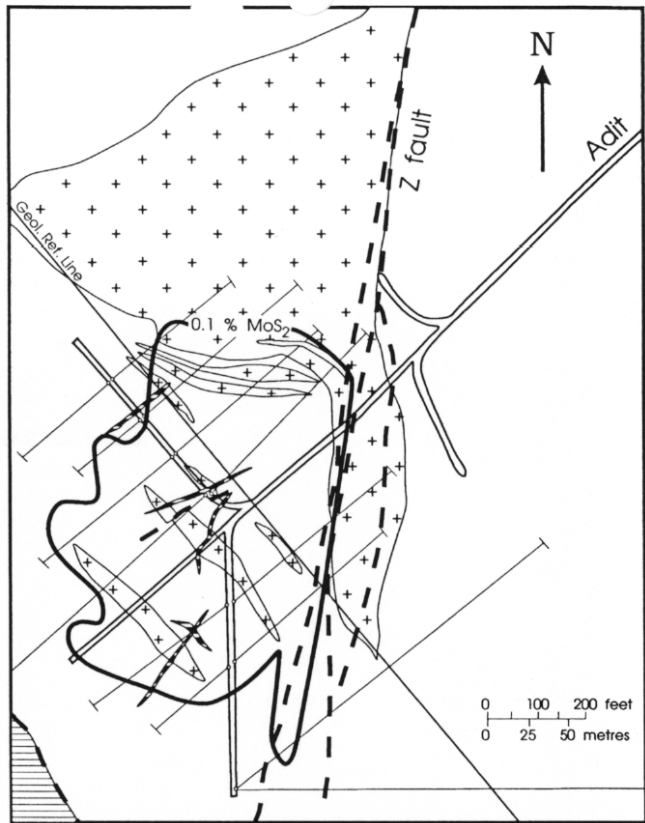 N
Z fault
Adit
Geol. Ref. Line
0.1 % MoS₂
0 100 200 feet
0 25 50 metres